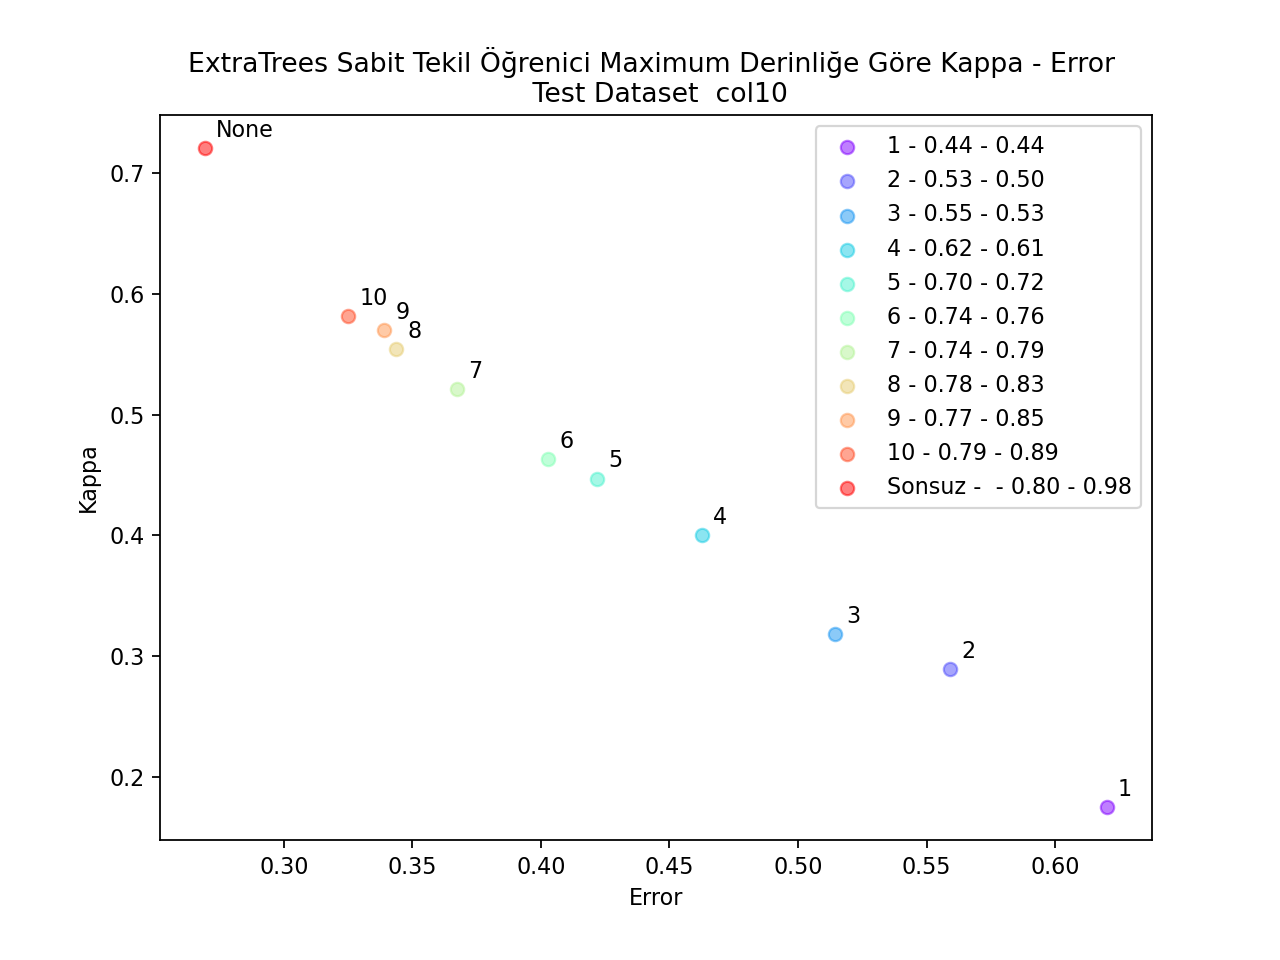 ExtraTrees Sabit Tekil Öğrenici Maximum Derinliğe Göre Kappa - Error
Test Dataset  col10
None
10
9
8
7
6
5
4
3
2
1
1 - 0.44 - 0.44
2 - 0.53 - 0.50
3 - 0.55 - 0.53
4 - 0.62 - 0.61
5 - 0.70 - 0.72
6 - 0.74 - 0.76
7 - 0.74 - 0.79
8 - 0.78 - 0.83
9 - 0.77 - 0.85
10 - 0.79 - 0.89
Sonsuz -  - 0.80 - 0.98
0.7
0.6
0.5
0.4
0.3
0.2
Kappa
0.30 0.35 0.40 0.45 0.50 0.55 0.60
Error